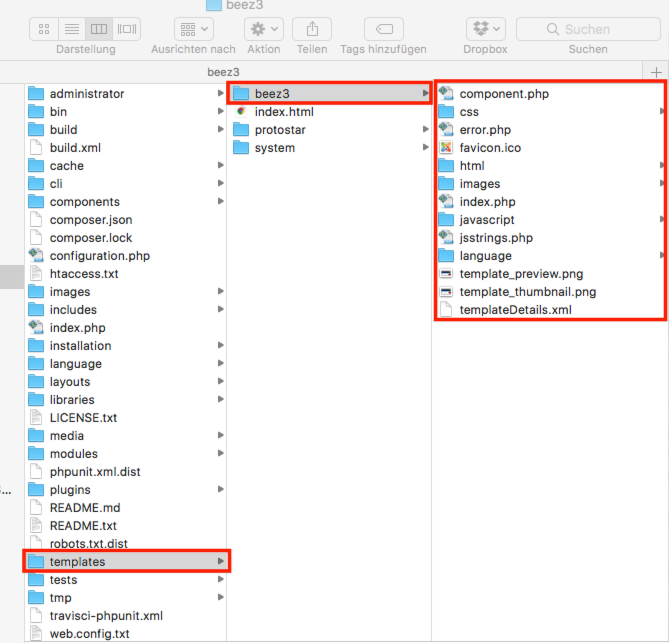 beez3
Suchen
Darstellung
Ausrichten nach
Aktion
Teilen
Tags hinzufügen
Dropbox
Suchen
beez3
administrator
bin
build
build.xml
cache
cli
components
composer.json
composer.lock
configuration.php
htaccess.txt
images
includes
index.php
installation
language
layouts
libraries
LICENSE.txt
media
modules
phpunit.xml.dist
plugins
README.md
README.txt
robots.txt.dist
templates
tests
tmp
travisci-phpunit.xml
web.config.txt
beez3
index.html
protostar
system
component.php
css
error.php
favicon.ico
html
images
index.php
javascript
jsstrings.php
language
template_preview.png
template_thumbnail.png
templateDetails.xml